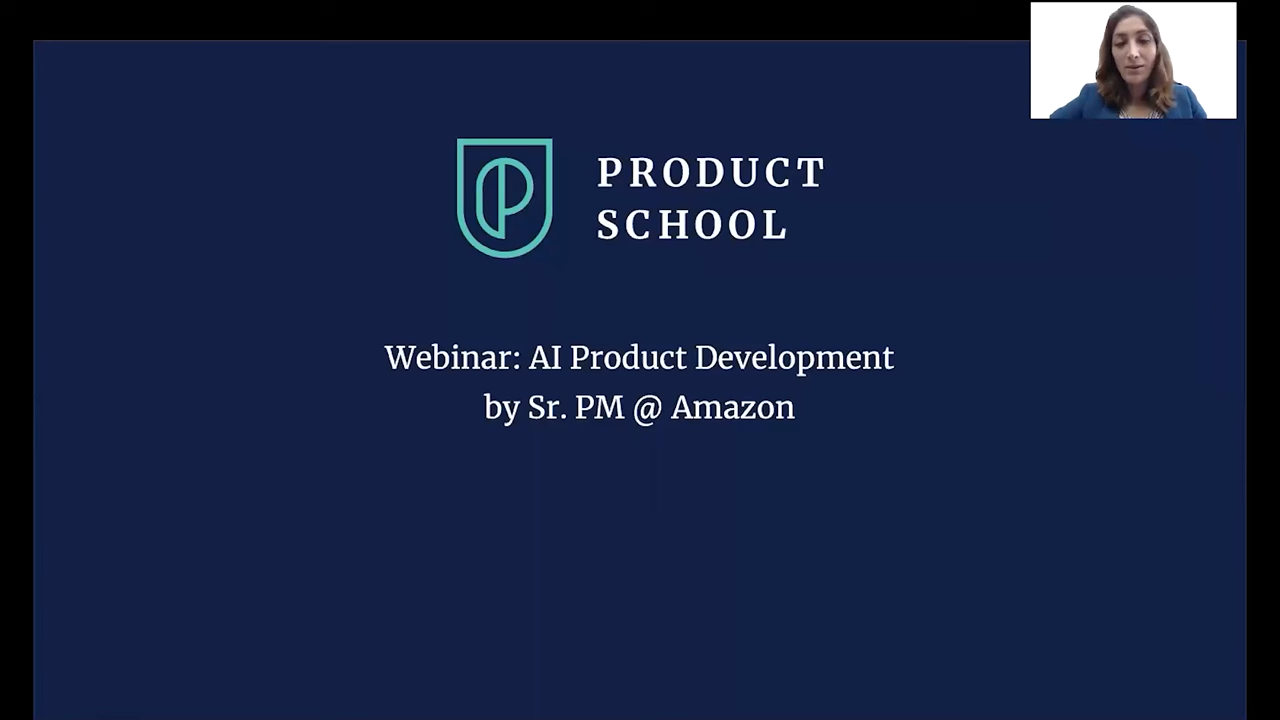 PRODUCT
SCHOOL
Webinar: AI Product Development
by Sr. PM @ Amazon